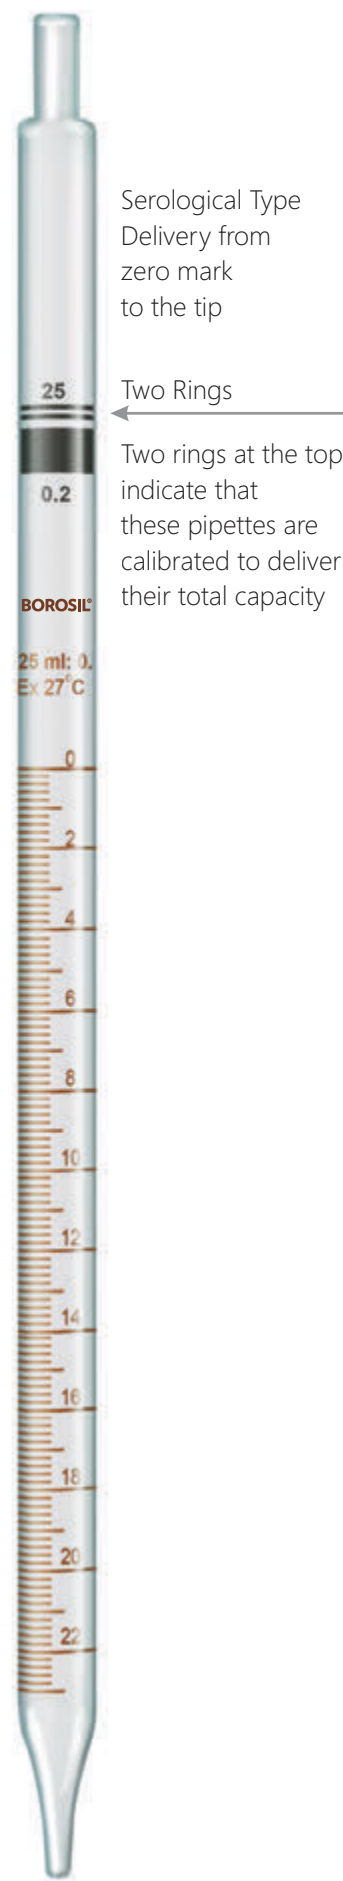 Serological Type
Delivery from
zero mark
to the tip
25
Two Rings
Two rings at the top
indicate that
these pipettes are
calibrated to deliver
their total capacity
0.2
BOROSIL®
25 ml: 0.
Ex 27°C
0
2
4
6
8
10
12
14
16
18
20
22